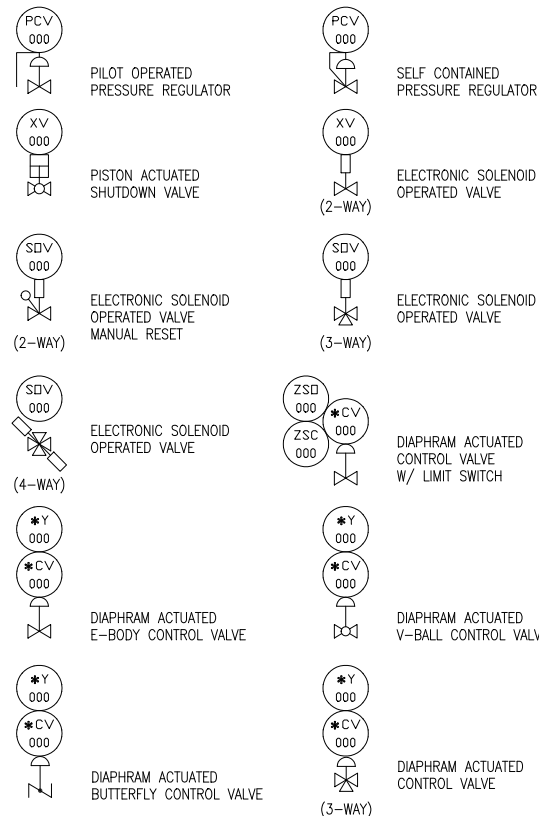 PCV
000
PILOT OPERATED
PRESSURE REGULATOR
PCV
000
SELF CONTAINED
PRESSURE REGULATOR
XV
000
PISTON ACTUATED
SHUTDOWN VALVE
XV
000
(2-WAY)
ELECTRONIC SOLENOID
OPERATED VALVE
SOV
000
(2-WAY)
ELECTRONIC SOLENOID
OPERATED VALVE
MANUAL RESET
SOV
000
(3-WAY)
ELECTRONIC SOLENOID
OPERATED VALVE
SOV
000
(4-WAY)
ELECTRONIC SOLENOID
OPERATED VALVE
ZSO
000
ZSC
000
*CV
000
DIAPHRAM ACTUATED
CONTROL VALVE
W/ LIMIT SWITCH
*Y
000
*CV
000
DIAPHRAM ACTUATED
E-BODY CONTROL VALVE
*Y
000
*CV
000
DIAPHRAM ACTUATED
V-BALL CONTROL VALV
*Y
000
*CV
000
DIAPHRAM ACTUATED
BUTTERFLY CONTROL VALVE
*Y
000
*CV
000
(3-WAY)
DIAPHRAM ACTUATED
CONTROL VALVE